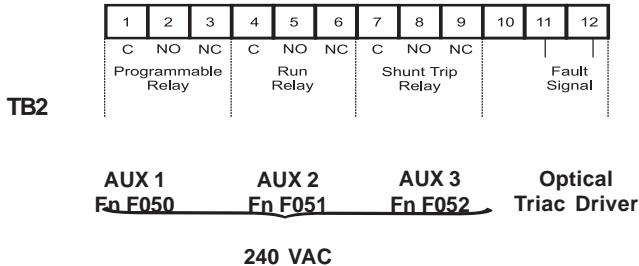 1 2 3 4 5 6 7 8 9 10 11 12
C NO NC C NO NC C NO NC
Programmable Run Shunt Trip Fault
Relay Relay Relay Signal
TB2
AUX 1 AUX 2 AUX 3 Optical
Fn F050 Fn F051 Fn F052 Triac Driver
240 VAC